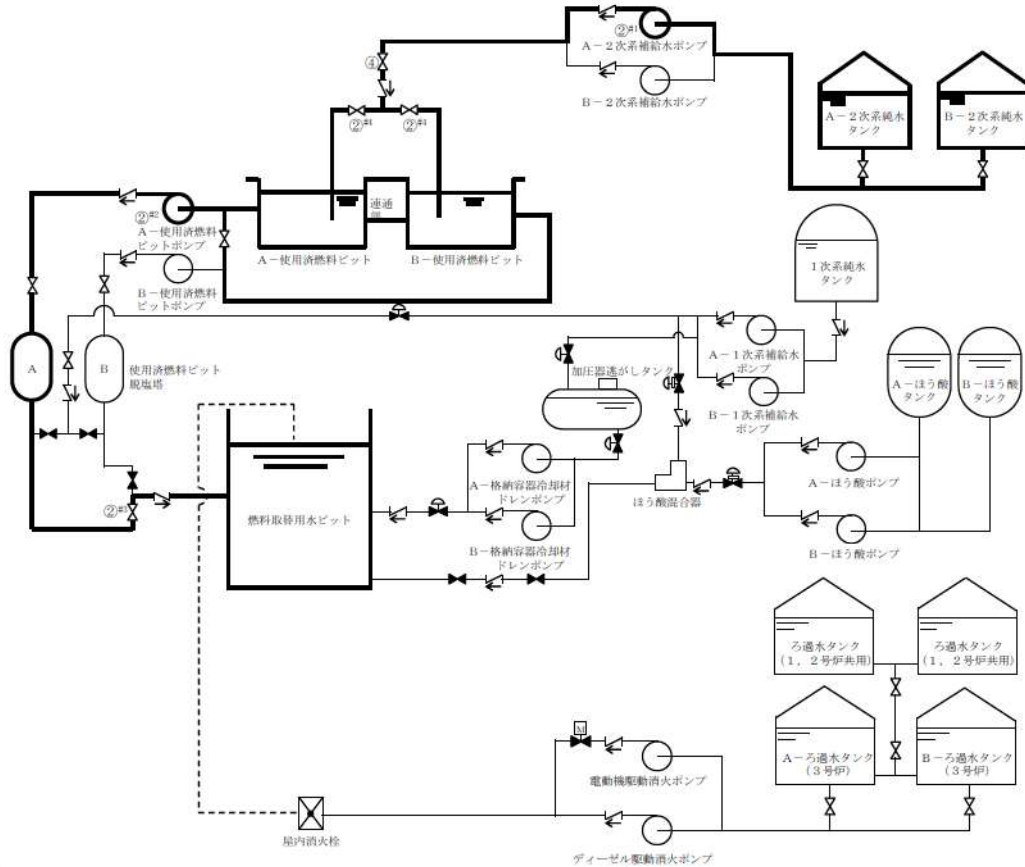 ②#1
A－2次系補給水ポンプ
④
B－2次系補給水ポンプ
②#4
②#4
A－2次系純水
タンク
B－2次系純水
タンク
②#2
A－使用済燃料
ピットポンプ
連通
A－使用済燃料ピット
B－使用済燃料ピット
B－使用済燃料
ピットポンプ
1次系純水
タンク
A
B
使用済燃料ピット
脱塩塔
加圧器逃がしタンク
A－1次系補給水
ポンプ
B－1次系補給水
ポンプ
A－ほう酸
タンク
B－ほう酸
タンク
A－格納容器冷却材
ドレンポンプ
ほう酸混合器
A－ほう酸ポンプ
②#3
燃料取替用水ピット
B－格納容器冷却材
ドレンポンプ
B－ほう酸ポンプ
ろ過水タンク
(1，2号炉共用)
ろ過水タンク
(1，2号炉共用)
M
電動機駆動消火ポンプ
A－ろ過水タンク
(3号炉)
B－ろ過水タンク
(3号炉)
屋内消火栓
ディーゼル駆動消火ポンプ